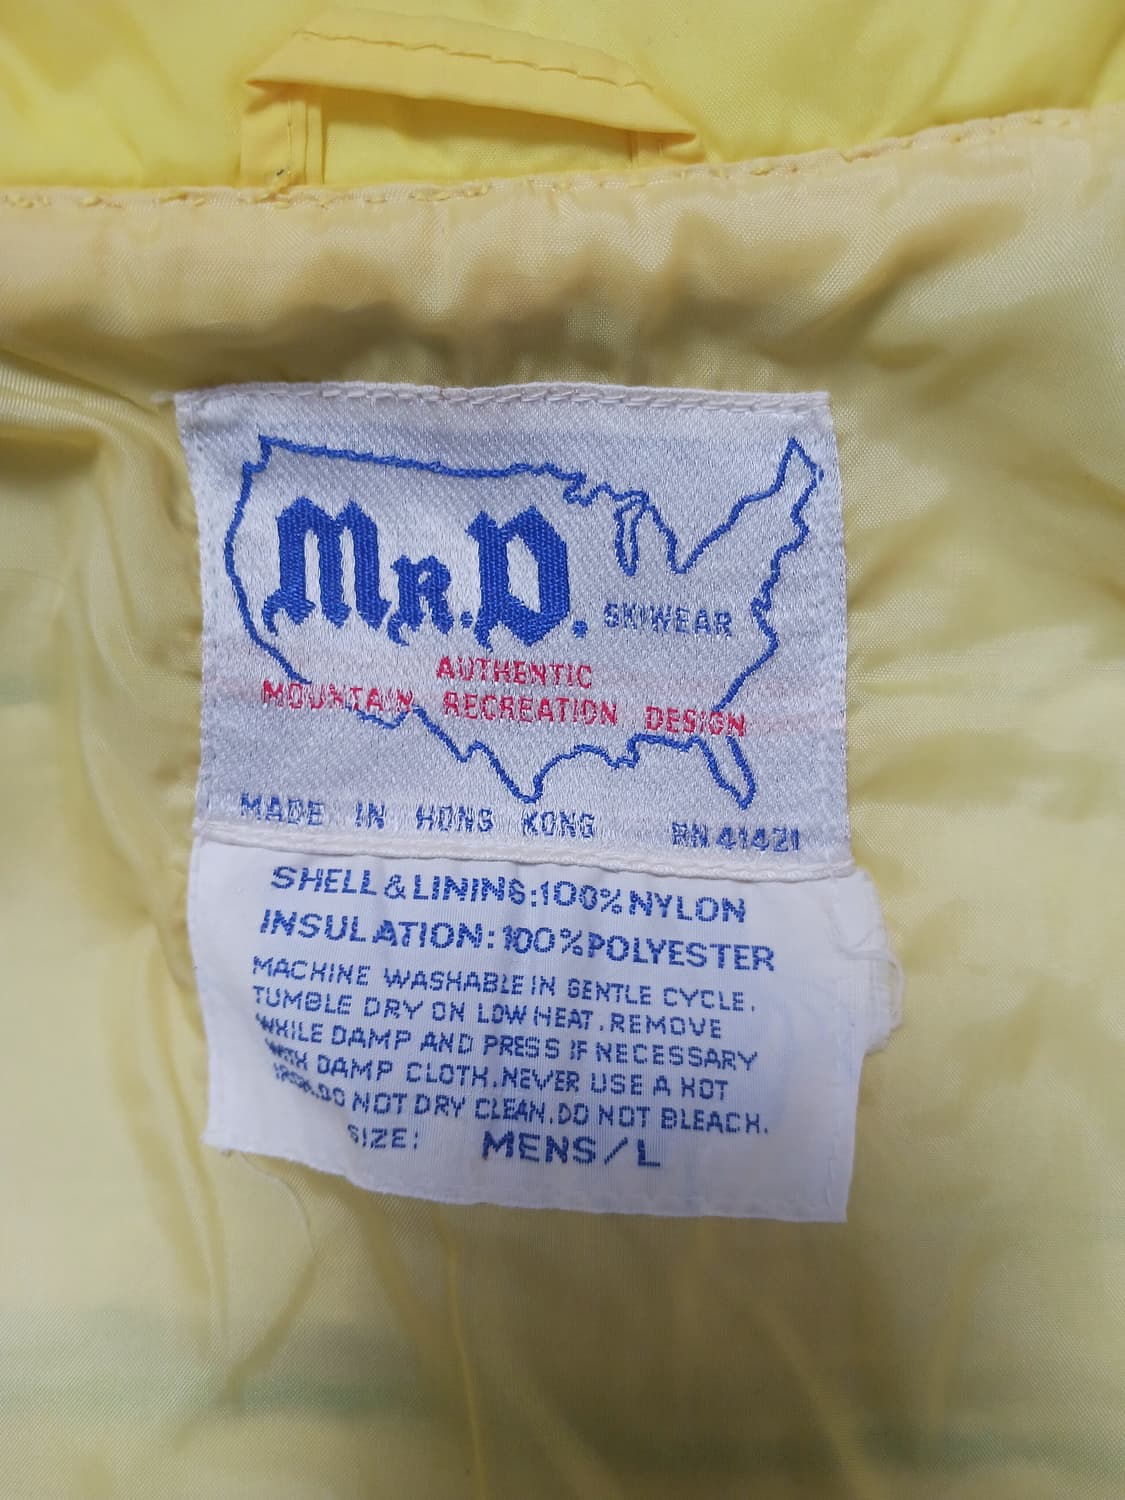 Mr.D.
SKIWEAR
AUTHENTIC
MOUNTAIN RECREATION DESIGN
MADE IN HONG KONG RN 41421
SHELL & LINING: 100% NYLON
INSULATION: 100% POLYESTER
MACHINE WASHABLE IN GENTLE CYCLE.
TUMBLE DRY ON LOW HEAT. REMOVE
WHILE DAMP AND PRESS IF NECESSARY
WITH DAMP CLOTH. NEVER USE A HOT
IRON. DO NOT DRY CLEAN. DO NOT BLEACH.
SIZE: MENS/L